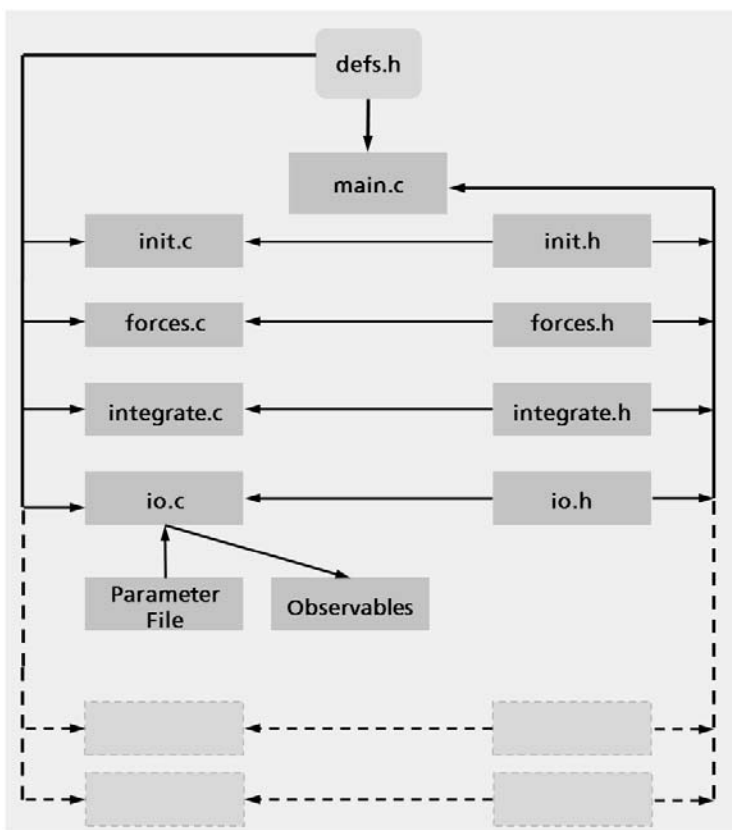 defs.h
main.c
init.c
init.h
forces.c
forces.h
integrate.c
integrate.h
io.c
io.h
Parameter
File
Observables